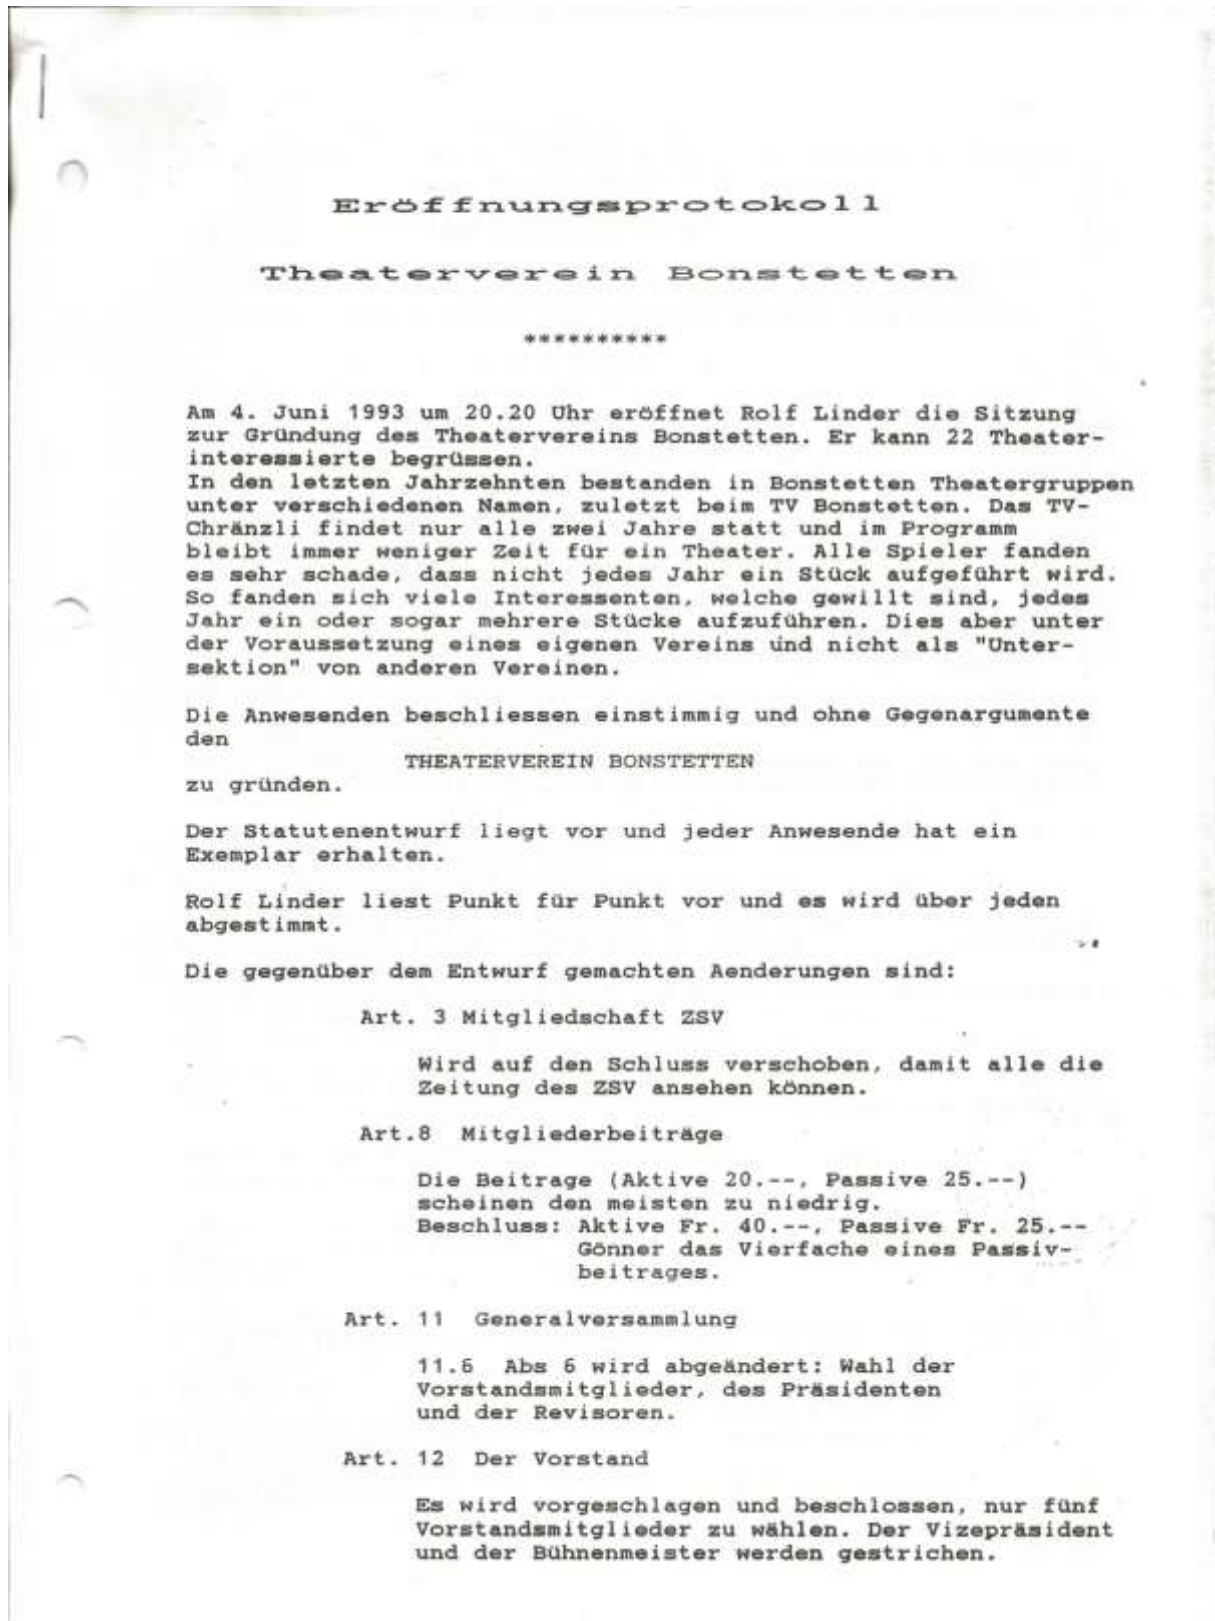 Eröffnungsprotokoll
Theaterverein Bonstetten
**********
Am 4. Juni 1993 um 20.20 Uhr eröffnet Rolf Linder die Sitzung
zur Gründung des Theatervereins Bonstetten. Er kann 22 Theater-
interessierte begrüssen.
In den letzten Jahrzehnten bestanden in Bonstetten Theatergruppen
unter verschiedenen Namen, zuletzt beim TV Bonstetten. Das TV-
Chränzli findet nur alle zwei Jahre statt und im Programm
bleibt immer weniger Zeit für ein Theater. Alle Spieler fanden
es sehr schade, dass nicht jedes Jahr ein Stück aufgeführt wird.
So fanden sich viele Interessenten, welche gewillt sind, jedes
Jahr ein oder sogar mehrere Stücke aufzuführen. Dies aber unter
der Voraussetzung eines eigenen Vereins und nicht als "Unter-
sektion" von anderen Vereinen.
Die Anwesenden beschliessen einstimmig und ohne Gegenargumente
den
THEATERVEREIN BONSTETTEN
zu gründen.
Der Statutenentwurf liegt vor und jeder Anwesende hat ein
Exemplar erhalten.
Rolf Linder liest Punkt für Punkt vor und es wird über jeden
abgestimmt.
Die gegenüber dem Entwurf gemachten Aenderungen sind:
Art. 3 Mitgliedschaft ZSV
Wird auf den Schluss verschoben, damit alle die
Zeitung des ZSV ansehen können.
Art.8 Mitgliederbeiträge
Die Beitrage (Aktive 20.--, Passive 25.--)
scheinen den meisten zu niedrig.
Beschluss: Aktive Fr. 40.--, Passive Fr. 25.--
Gönner das Vierfache eines Passiv-
beitrages.
Art. 11 Generalversammlung
11.6 Abs 6 wird abgeändert: Wahl der
Vorstandsmitglieder, des Präsidenten
und der Revisoren.
Art. 12 Der Vorstand
Es wird vorgeschlagen und beschlossen, nur fünf
Vorstandsmitglieder zu wählen. Der Vizepräsident
und der Bühnenmeister werden gestrichen.